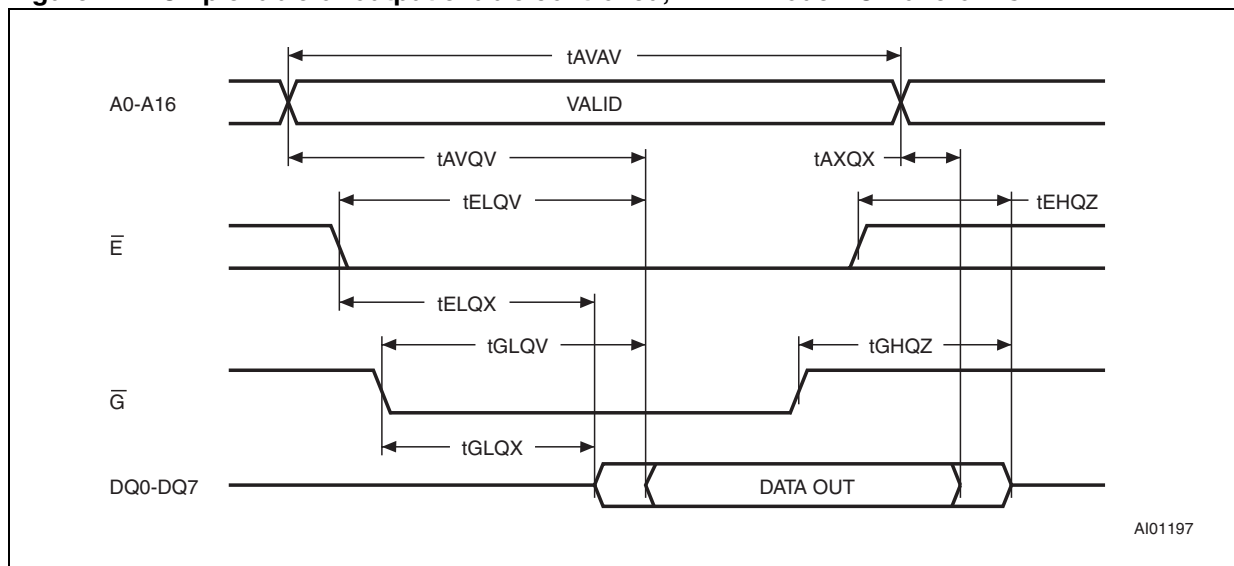 tAVAV
A0-A16
VALID
tAVQV
tAXQX
tELQV
tEHQZ
E̅
tELQX
tGLQV
tGHQZ
G̅
tGLQX
DQ0-DQ7
DATA OUT
AI01197